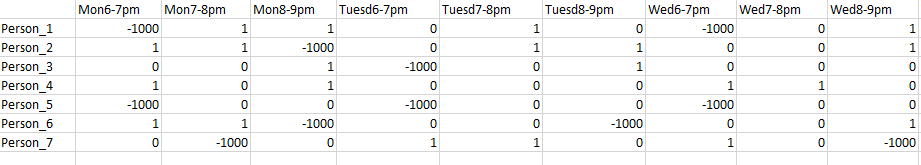 Mon6-7pm Mon7-8pm Mon8-9pm Tuesd6-7pm Tuesd7-8pm Tuesd8-9pm Wed6-7pm Wed7-8pm Wed8-9pm
Person_1 -1000 1 1 0 1 0 -1000 0 1
Person_2 1 1 -1000 0 1 1 0 0 1
Person_3 0 0 1 -1000 0 1 0 0 0
Person_4 1 0 1 0 0 0 1 1 0
Person_5 -1000 0 0 -1000 0 0 -1000 0 0
Person_6 1 1 -1000 0 0 -1000 0 0 1
Person_7 0 -1000 0 1 1 0 1 0 -1000